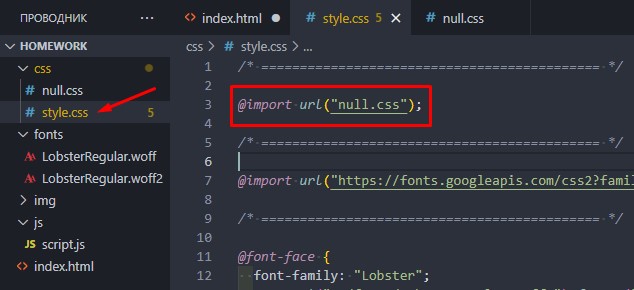 ПРОВОДНИК
HOMEWORK
css
null.css
style.css 5
fonts
LobsterRegular.woff
LobsterRegular.woff2
img
js
JS script.js
index.html
index.html
style.css 5
null.css
css > style.css > ...
1 /* ============================================ */
2
3 @import url("null.css");
4
5 /* ============================================ */
6
7 @import url("https://fonts.googleapis.com/css2?fami
8
9 /* ============================================ */
10
11 @font-face {
12 font-family: "Lobster";